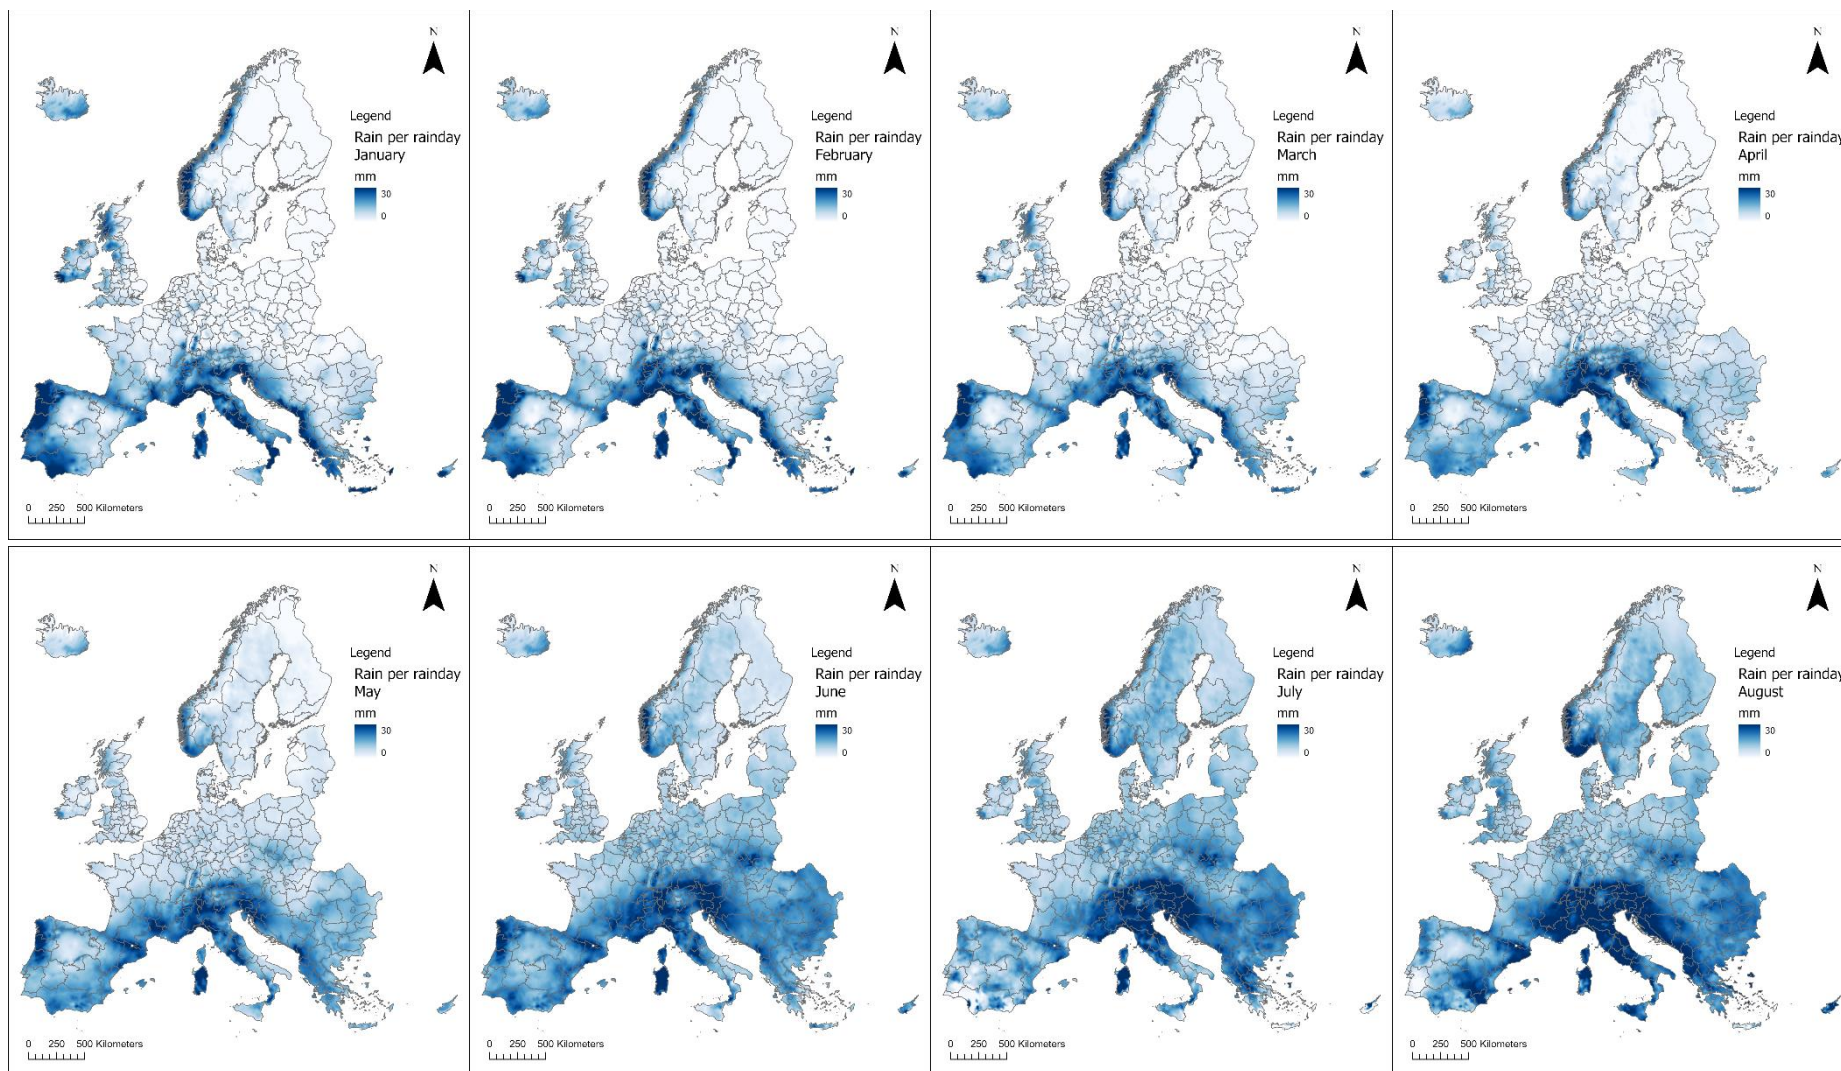 N
Legend
Rain per rainday
January
mm
30
0
0 250 500 Kilometers
N
Legend
Rain per rainday
February
mm
30
0
0 250 500 Kilometers
N
Legend
Rain per rainday
March
mm
30
0
0 250 500 Kilometers
N
Legend
Rain per rainday
April
mm
30
0
0 250 500 Kilometers
N
Legend
Rain per rainday
May
mm
30
0
0 250 500 Kilometers
N
Legend
Rain per rainday
June
mm
30
0
0 250 500 Kilometers
N
Legend
Rain per rainday
July
mm
30
0
0 250 500 Kilometers
N
Legend
Rain per rainday
August
mm
30
0
0 250 500 Kilometers